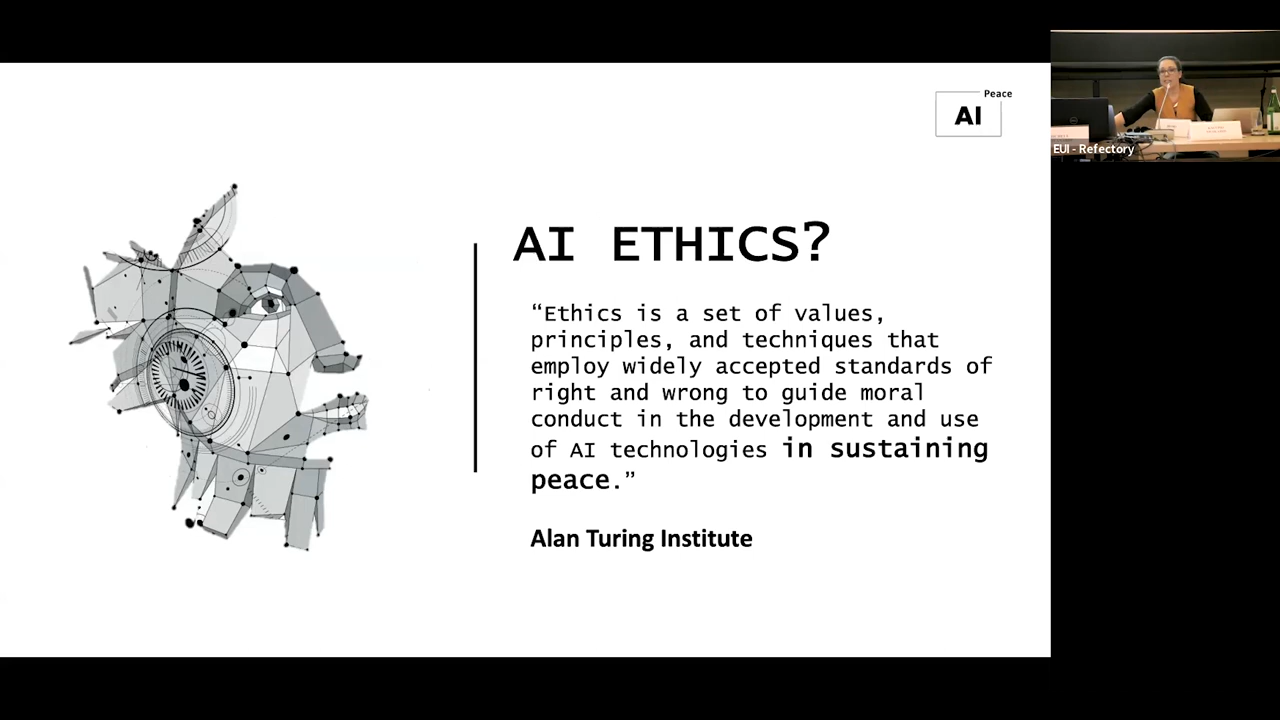 Peace
AI
AI ETHICS?
“Ethics is a set of values,
principles, and techniques that
employ widely accepted standards of
right and wrong to guide moral
conduct in the development and use
of AI technologies in sustaining
peace.”
Alan Turing Institute
EUI - Refectory